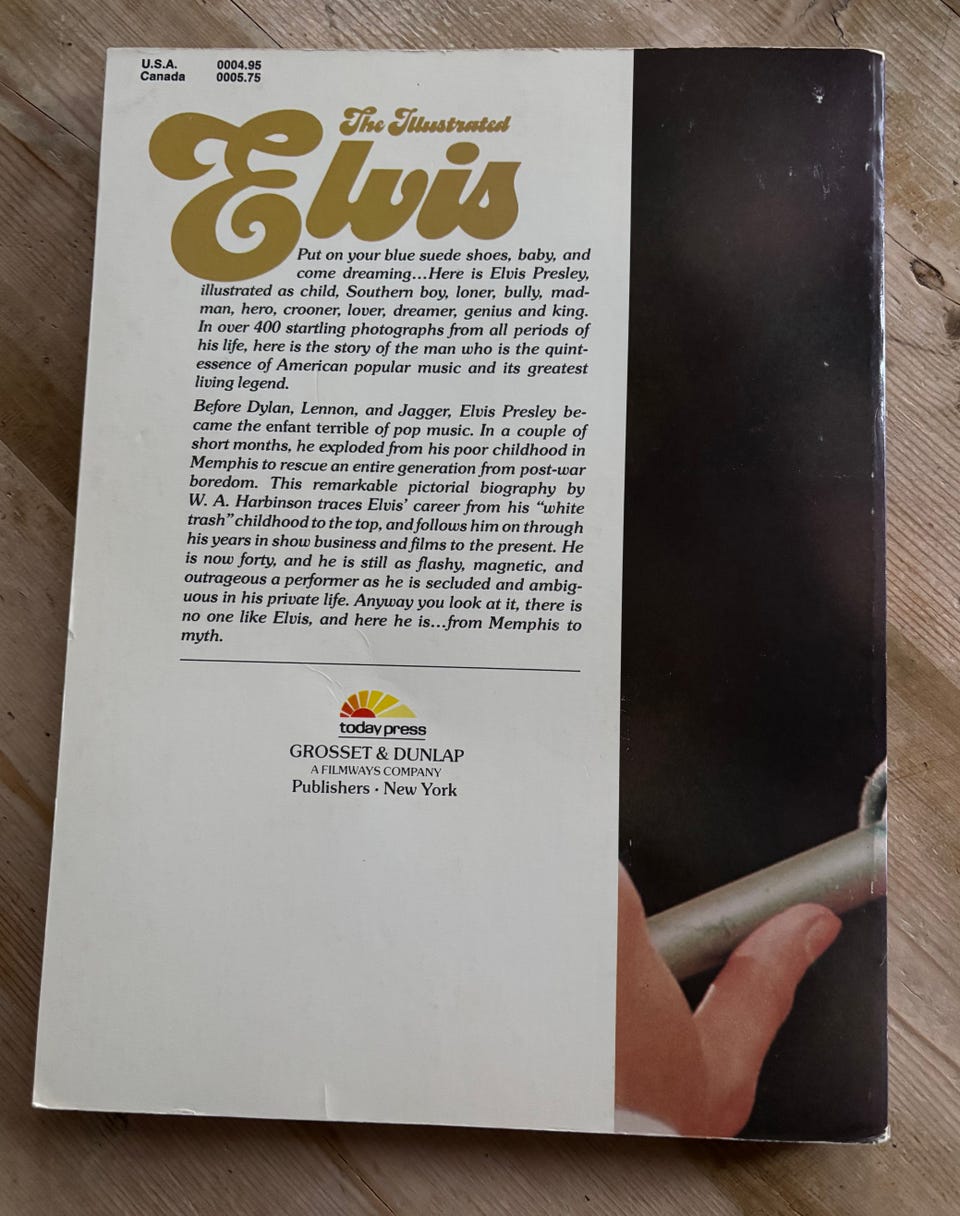 U.S.A. 0004.95
Canada 0005.75
The Illustrated
Elvis
Put on your blue suede shoes, baby, and
come dreaming...Here is Elvis Presley,
illustrated as child, Southern boy, loner, bully, mad-
man, hero, crooner, lover, dreamer, genius and king.
In over 400 startling photographs from all periods of
his life, here is the story of the man who is the quint-
essence of American popular music and its greatest
living legend.
Before Dylan, Lennon, and Jagger, Elvis Presley be-
came the enfant terrible of pop music. In a couple of
short months, he exploded from his poor childhood in
Memphis to rescue an entire generation from post-war
boredom. This remarkable pictorial biography by
W. A. Harbinson traces Elvis' career from his "white
trash" childhood to the top, and follows him on through
his years in show business and films to the present. He
is now forty, and he is still as flashy, magnetic, and
outrageous a performer as he is secluded and ambig-
uous in his private life. Anyway you look at it, there is
no one like Elvis, and here he is...from Memphis to
myth.
today press
GROSSET & DUNLAP
A FILMWAYS COMPANY
Publishers · New York